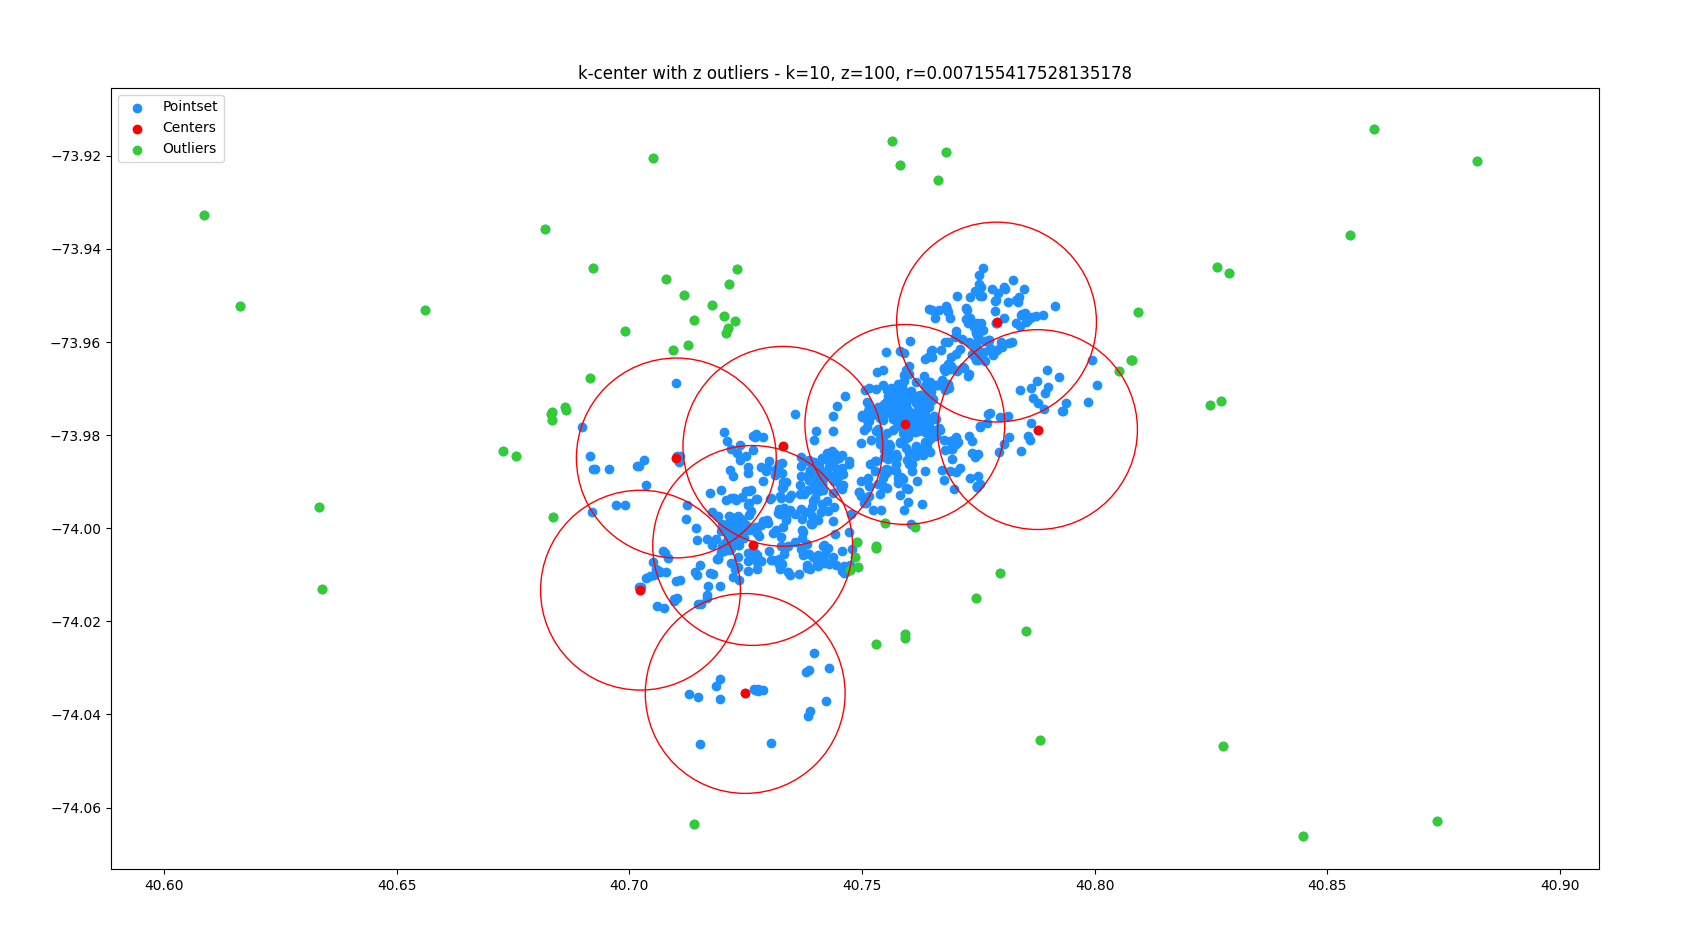 k-center with z outliers - k=10, z=100, r=0.007155417528135178
Pointset
Centers
Outliers
−73.92
−73.94
−73.96
−73.98
−74.00
−74.02
−74.04
−74.06
40.60 40.65 40.70 40.75 40.80 40.85 40.90